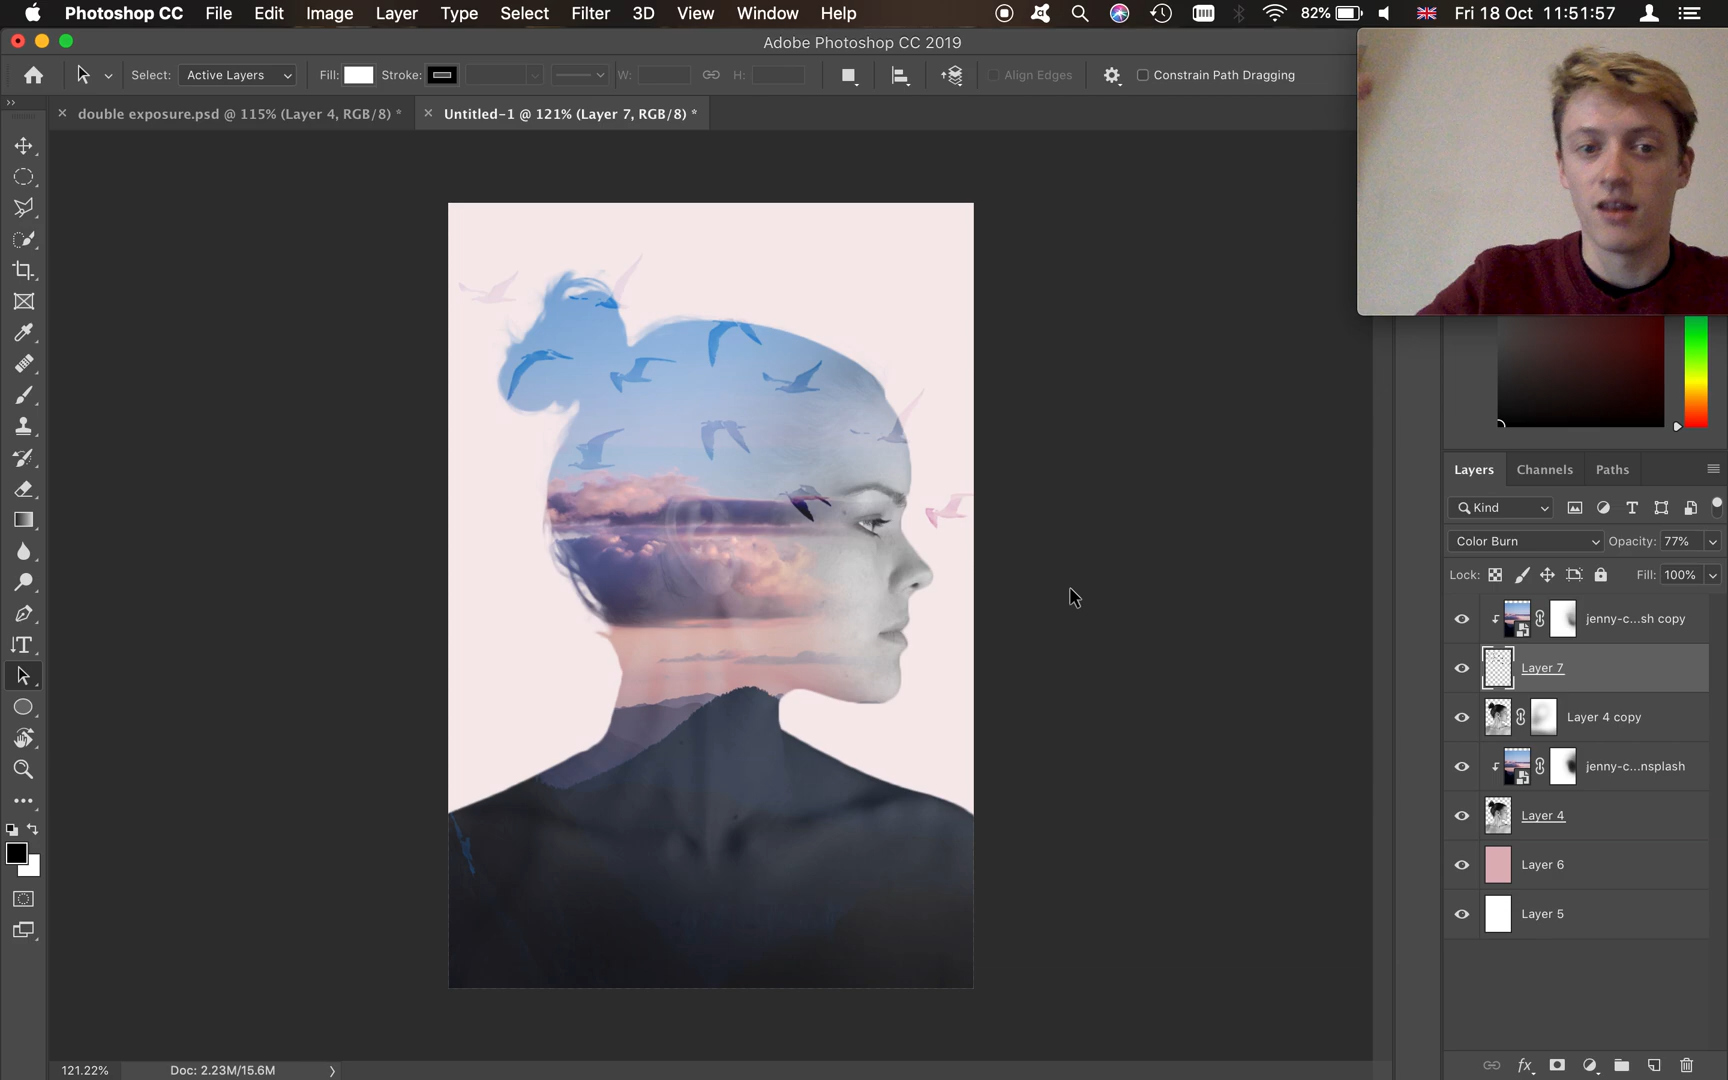 Photoshop CC File Edit Image Layer Type Select Filter 3D View Window Help 82% Fri 18 Oct 11:51:57
Adobe Photoshop CC 2019
Select: Active Layers Fill: Stroke: W: H: Align Edges Constrain Path Dragging
double exposure.psd @ 115% (Layer 4, RGB/8) * Untitled-1 @ 121% (Layer 7, RGB/8) *
Layers Channels Paths
Kind
Color Burn Opacity: 77%
Lock: Fill: 100%
jenny-c...sh copy
Layer 7
Layer 4 copy
jenny-c...nsplash
Layer 4
Layer 6
Layer 5
121.22% Doc: 2.23M/15.6M